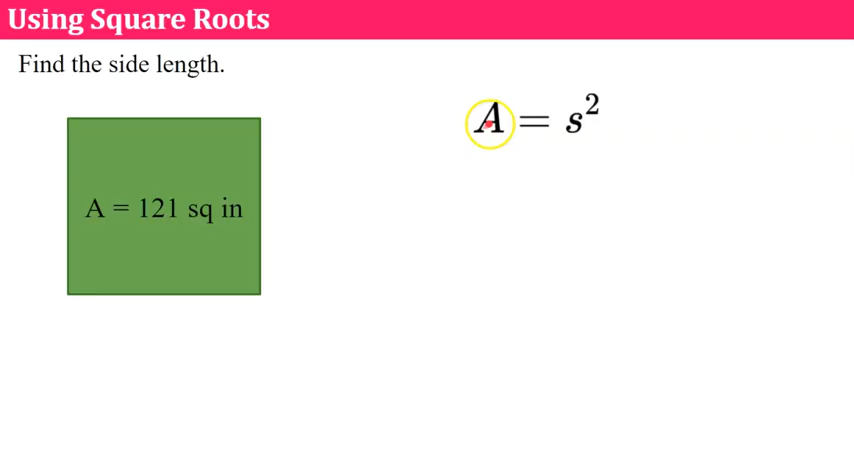 Using Square Roots
Find the side length.
A = s²
A = 121 sq in